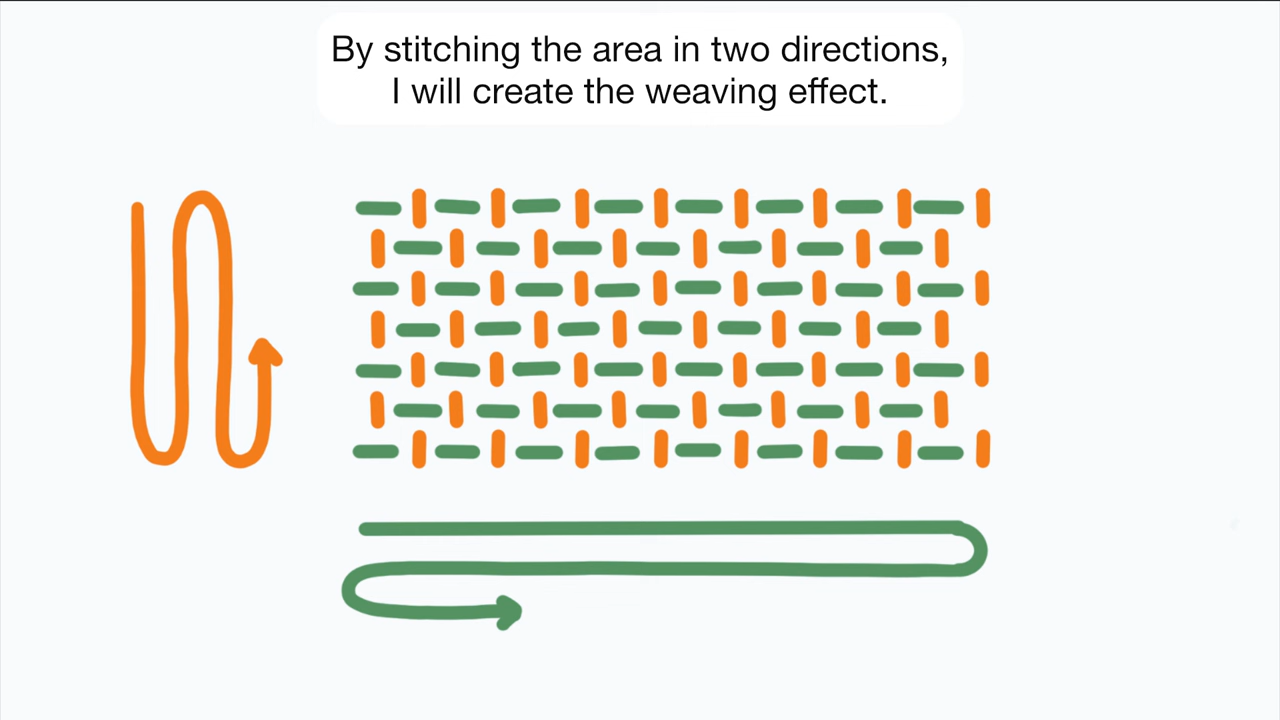 By stitching the area in two directions,
I will create the weaving effect.